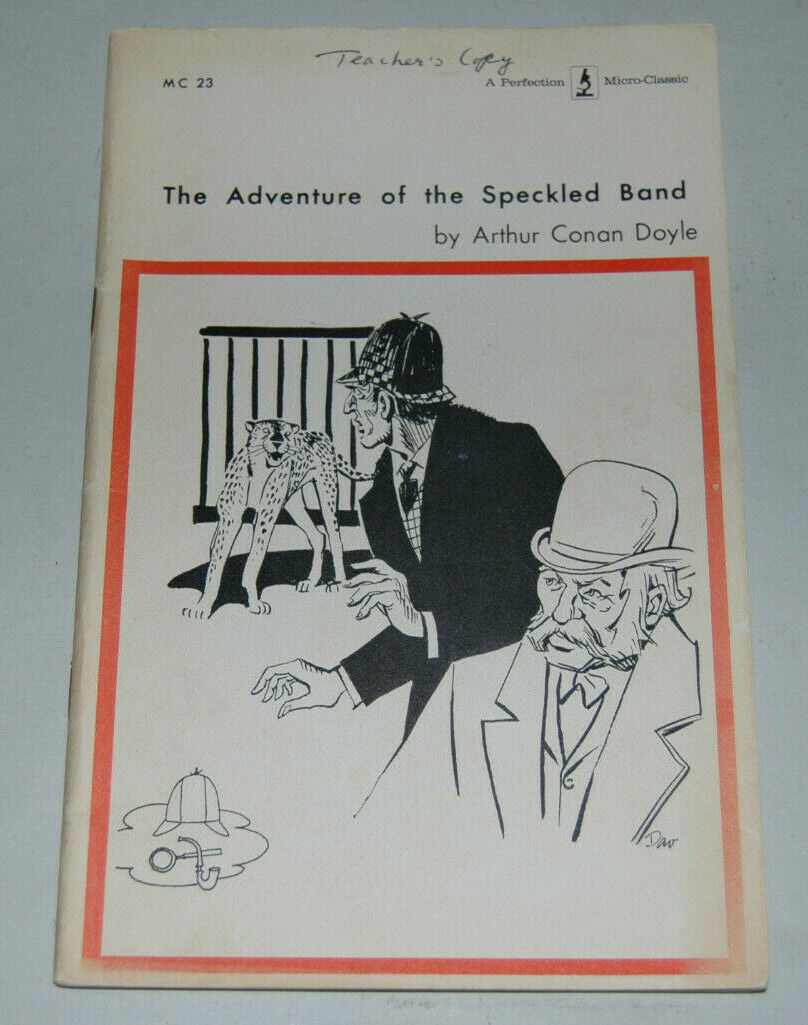 Teacher's Copy
MC 23
A Perfection Micro-Classic
The Adventure of the Speckled Band
by Arthur Conan Doyle
Dav